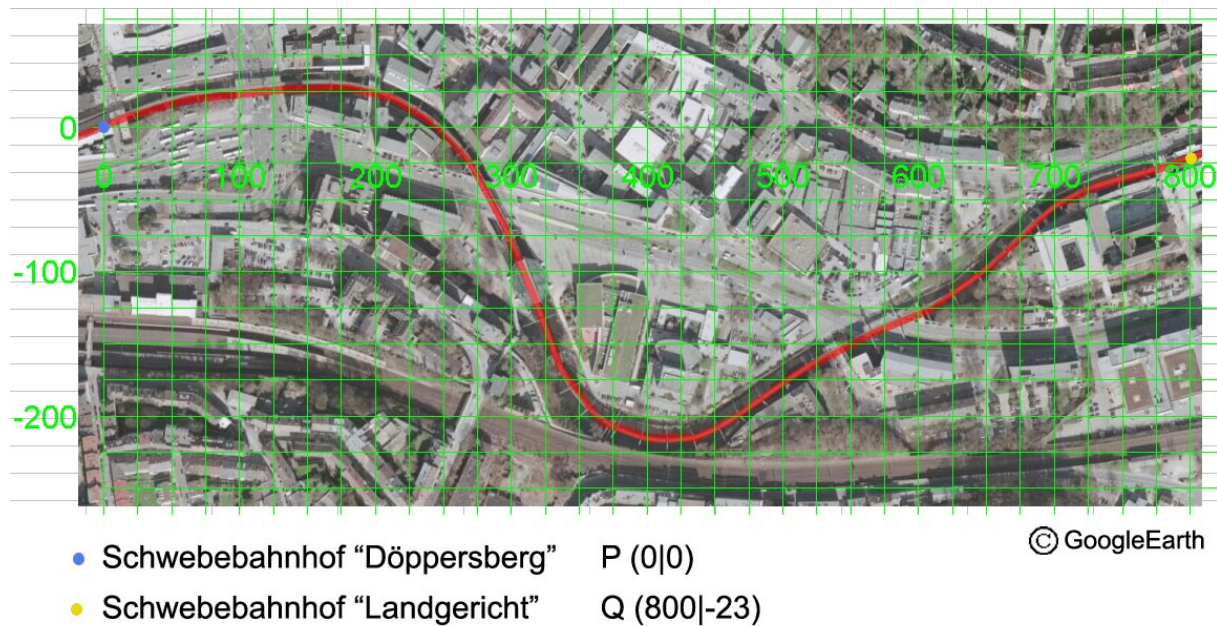 0
0 100 200 300 400 500 600 700 800
-100
-200
© GoogleEarth
Schwebebahnhof “Döppersberg” P (0|0)
Schwebebahnhof “Landgericht” Q (800|-23)